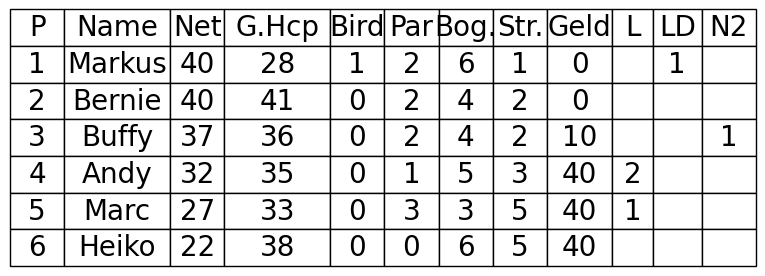 P Name Net G.Hcp Bird Par Bog. Str. Geld L LD N2
1 Markus 40 28 1 2 6 1 0 1
2 Bernie 40 41 0 2 4 2 0
3 Buffy 37 36 0 2 4 2 10 1
4 Andy 32 35 0 1 5 3 40 2
5 Marc 27 33 0 3 3 5 40 1
6 Heiko 22 38 0 0 6 5 40